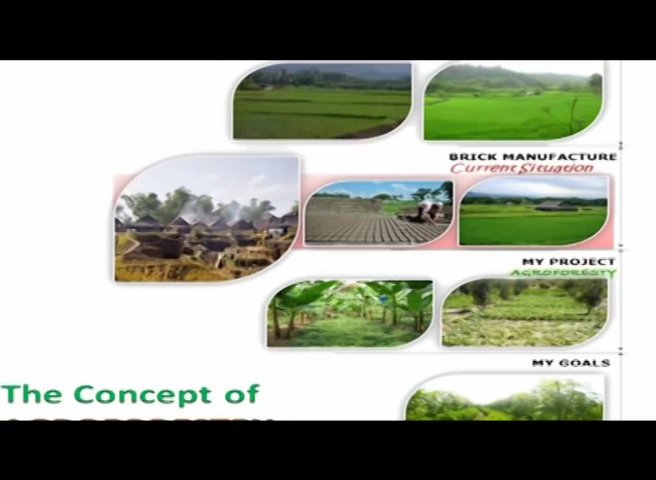 BRICK MANUFACTURE
Current Situation
MY PROJECT
AGROFORESTY
MY GOALS
The Concept of